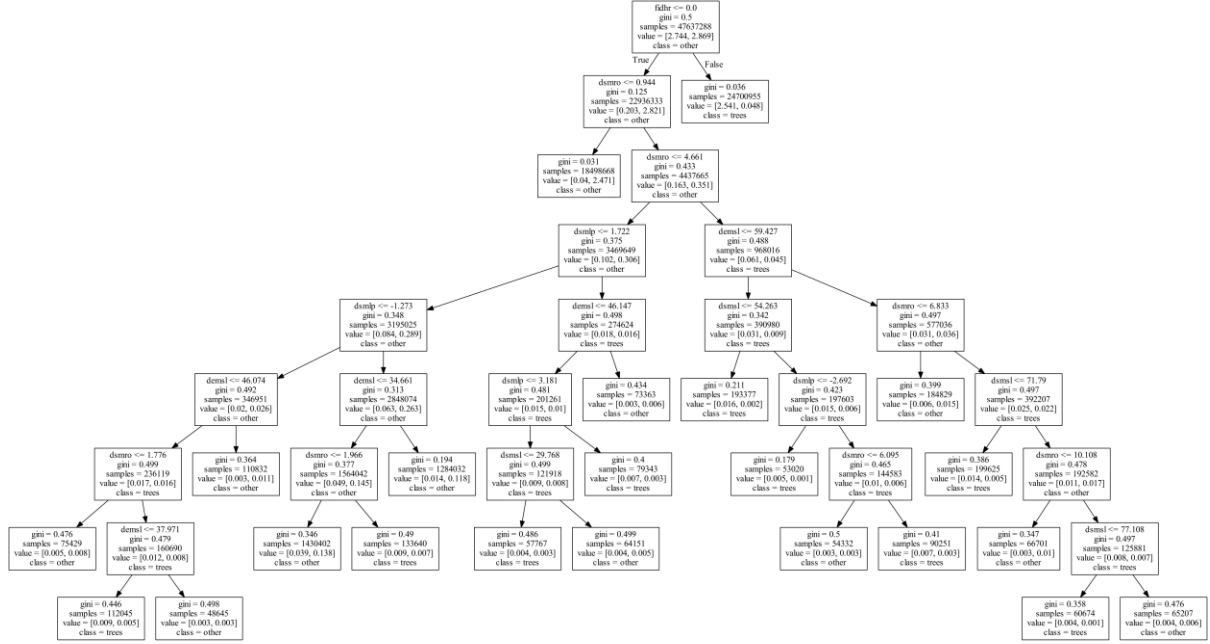 fidhr <= 0.0
gini = 0.5
samples = 47637288
value = [2.744, 2.869]
class = other
True
False
dsmro <= 0.944
gini = 0.125
samples = 22936333
value = [0.203, 2.821]
class = other
gini = 0.036
samples = 24700955
value = [2.541, 0.048]
class = trees
gini = 0.031
samples = 18498668
value = [0.04, 2.471]
class = other
dsmro <= 4.661
gini = 0.433
samples = 4437665
value = [0.163, 0.351]
class = other
dsmlp <= 1.722
gini = 0.375
samples = 3469649
value = [0.102, 0.306]
class = other
demsl <= 59.427
gini = 0.488
samples = 968016
value = [0.061, 0.045]
class = trees
dsmlp <= -1.273
gini = 0.348
samples = 3195025
value = [0.084, 0.289]
class = other
demsl <= 46.147
gini = 0.498
samples = 274624
value = [0.018, 0.016]
class = trees
dsmsl <= 54.263
gini = 0.342
samples = 390980
value = [0.031, 0.009]
class = trees
dsmro <= 6.833
gini = 0.497
samples = 577036
value = [0.031, 0.036]
class = other
demsl <= 46.074
gini = 0.492
samples = 346951
value = [0.02, 0.026]
class = other
demsl <= 34.661
gini = 0.313
samples = 2848074
value = [0.063, 0.263]
class = other
dsmlp <= 3.181
gini = 0.481
samples = 201261
value = [0.015, 0.01]
class = trees
gini = 0.434
samples = 73363
value = [0.003, 0.006]
class = other
gini = 0.211
samples = 193377
value = [0.016, 0.002]
class = trees
dsmlp <= -2.692
gini = 0.423
samples = 197603
value = [0.015, 0.006]
class = trees
gini = 0.399
samples = 184829
value = [0.006, 0.015]
class = other
dsmsl <= 71.79
gini = 0.497
samples = 392207
value = [0.025, 0.022]
class = trees
dsmro <= 1.776
gini = 0.499
samples = 236119
value = [0.017, 0.016]
class = trees
gini = 0.364
samples = 110832
value = [0.003, 0.011]
class = other
dsmro <= 1.966
gini = 0.377
samples = 1564042
value = [0.049, 0.145]
class = other
gini = 0.194
samples = 1284032
value = [0.014, 0.118]
class = other
dsmsl <= 29.768
gini = 0.499
samples = 121918
value = [0.009, 0.008]
class = trees
gini = 0.4
samples = 79343
value = [0.007, 0.003]
class = trees
gini = 0.179
samples = 53020
value = [0.005, 0.001]
class = trees
dsmro <= 6.095
gini = 0.465
samples = 144583
value = [0.01, 0.006]
class = trees
gini = 0.386
samples = 199625
value = [0.014, 0.005]
class = trees
dsmro <= 10.108
gini = 0.478
samples = 192582
value = [0.011, 0.017]
class = other
gini = 0.476
samples = 75429
value = [0.005, 0.008]
class = other
demsl <= 37.971
gini = 0.479
samples = 160690
value = [0.012, 0.008]
class = trees
gini = 0.346
samples = 1430402
value = [0.039, 0.138]
class = other
gini = 0.49
samples = 133640
value = [0.009, 0.007]
class = trees
gini = 0.486
samples = 57767
value = [0.004, 0.003]
class = trees
gini = 0.499
samples = 64151
value = [0.004, 0.005]
class = other
gini = 0.5
samples = 54332
value = [0.003, 0.003]
class = other
gini = 0.41
samples = 90251
value = [0.007, 0.003]
class = trees
gini = 0.347
samples = 66701
value = [0.003, 0.01]
class = other
demsl <= 77.108
gini = 0.497
samples = 125881
value = [0.008, 0.007]
class = trees
gini = 0.446
samples = 112045
value = [0.009, 0.005]
class = trees
gini = 0.498
samples = 48645
value = [0.003, 0.003]
class = other
gini = 0.358
samples = 60674
value = [0.004, 0.001]
class = trees
gini = 0.476
samples = 65207
value = [0.004, 0.006]
class = other